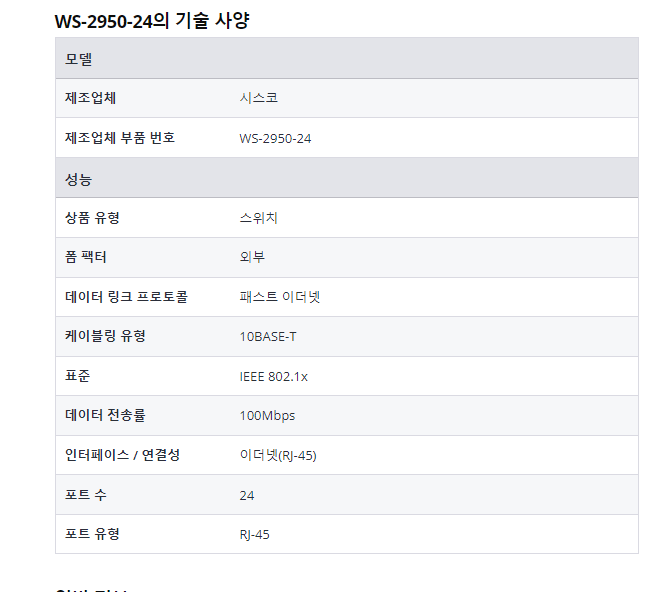 WS-2950-24의 기술 사양
모델
제조업체 시스코
제조업체 부품 번호 WS-2950-24
성능
상품 유형 스위치
폼 팩터 외부
데이터 링크 프로토콜 패스트 이더넷
케이블링 유형 10BASE-T
표준 IEEE 802.1x
데이터 전송률 100Mbps
인터페이스 / 연결성 이더넷(RJ-45)
포트 수 24
포트 유형 RJ-45